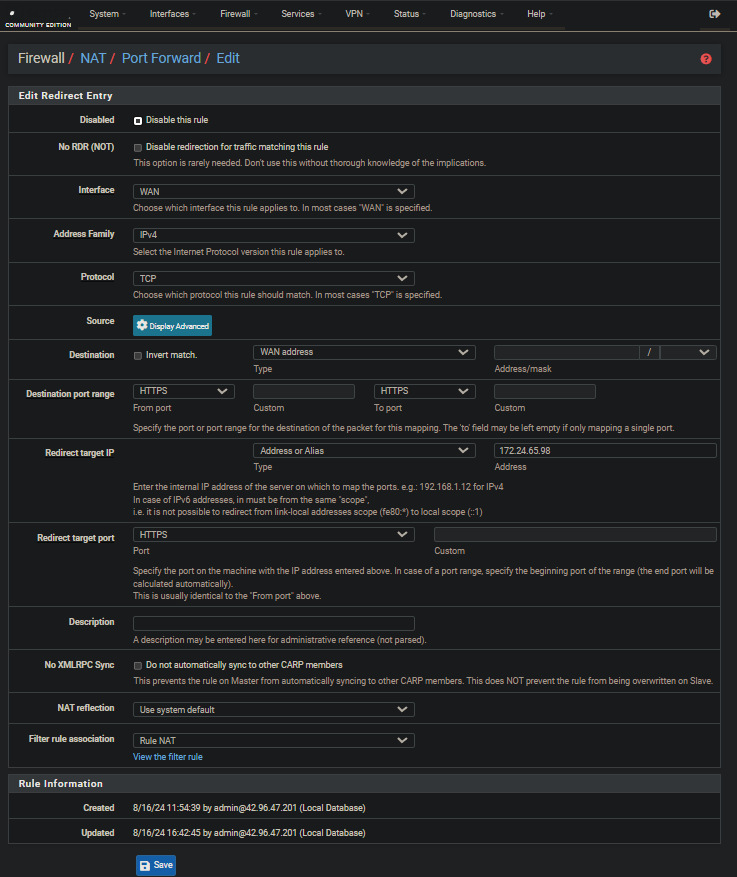 System Interfaces Firewall Services VPN Status Diagnostics Help
COMMUNITY EDITION
Firewall / NAT / Port Forward / Edit
Edit Redirect Entry
Disabled Disable this rule
No RDR (NOT) Disable redirection for traffic matching this rule
This option is rarely needed. Don't use this without thorough knowledge of the implications.
Interface WAN
Choose which interface this rule applies to. In most cases "WAN" is specified.
Address Family IPv4
Select the Internet Protocol version this rule applies to.
Protocol TCP
Choose which protocol this rule should match. In most cases "TCP" is specified.
Source Display Advanced
Destination Invert match. WAN address /
Type Address/mask
Destination port range HTTPS HTTPS
From port Custom To port Custom
Specify the port or port range for the destination of the packet for this mapping. The 'to' field may be left empty if only mapping a single port.
Redirect target IP Address or Alias 172.24.65.98
Type Address
Enter the internal IP address of the server on which to map the ports. e.g.: 192.168.1.12 for IPv4
In case of IPv6 addresses, in must be from the same "scope",
i.e. it is not possible to redirect from link-local addresses scope (fe80:*) to local scope (::1)
Redirect target port HTTPS
Port Custom
Specify the port on the machine with the IP address entered above. In case of a port range, specify the beginning port of the range (the end port will be
calculated automatically).
This is usually identical to the "From port" above.
Description
A description may be entered here for administrative reference (not parsed).
No XMLRPC Sync Do not automatically sync to other CARP members
This prevents the rule on Master from automatically syncing to other CARP members. This does NOT prevent the rule from being overwritten on Slave.
NAT reflection Use system default
Filter rule association Rule NAT
View the filter rule
Rule Information
Created 8/16/24 11:54:39 by admin@42.96.47.201 (Local Database)
Updated 8/16/24 16:42:45 by admin@42.96.47.201 (Local Database)
Save